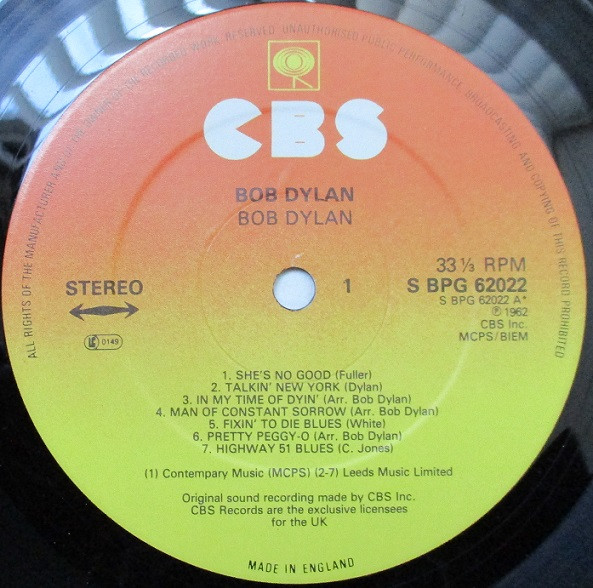 ALL RIGHTS OF THE MANUFACTURER AND OF THE OWNER OF THE RECORDED WORK RESERVED. UNAUTHORISED PUBLIC PERFORMANCE, BROADCASTING AND COPYING OF THIS RECORD PROHIBITED
CBS
BOB DYLAN
BOB DYLAN
STEREO
LC 0149
1
33 1/3 RPM
S BPG 62022
S BPG 62022 A*
℗ 1962
CBS Inc.
MCPS/BIEM
1. SHE'S NO GOOD (Fuller)
2. TALKIN' NEW YORK (Dylan)
3. IN MY TIME OF DYIN' (Arr. Bob Dylan)
4. MAN OF CONSTANT SORROW (Arr. Bob Dylan)
5. FIXIN' TO DIE BLUES (White)
6. PRETTY PEGGY-O (Arr. Bob Dylan)
7. HIGHWAY 51 BLUES (C. Jones)
(1) Contempary Music (MCPS) (2-7) Leeds Music Limited
Original sound recording made by CBS Inc.
CBS Records are the exclusive licensees
for the UK
MADE IN ENGLAND